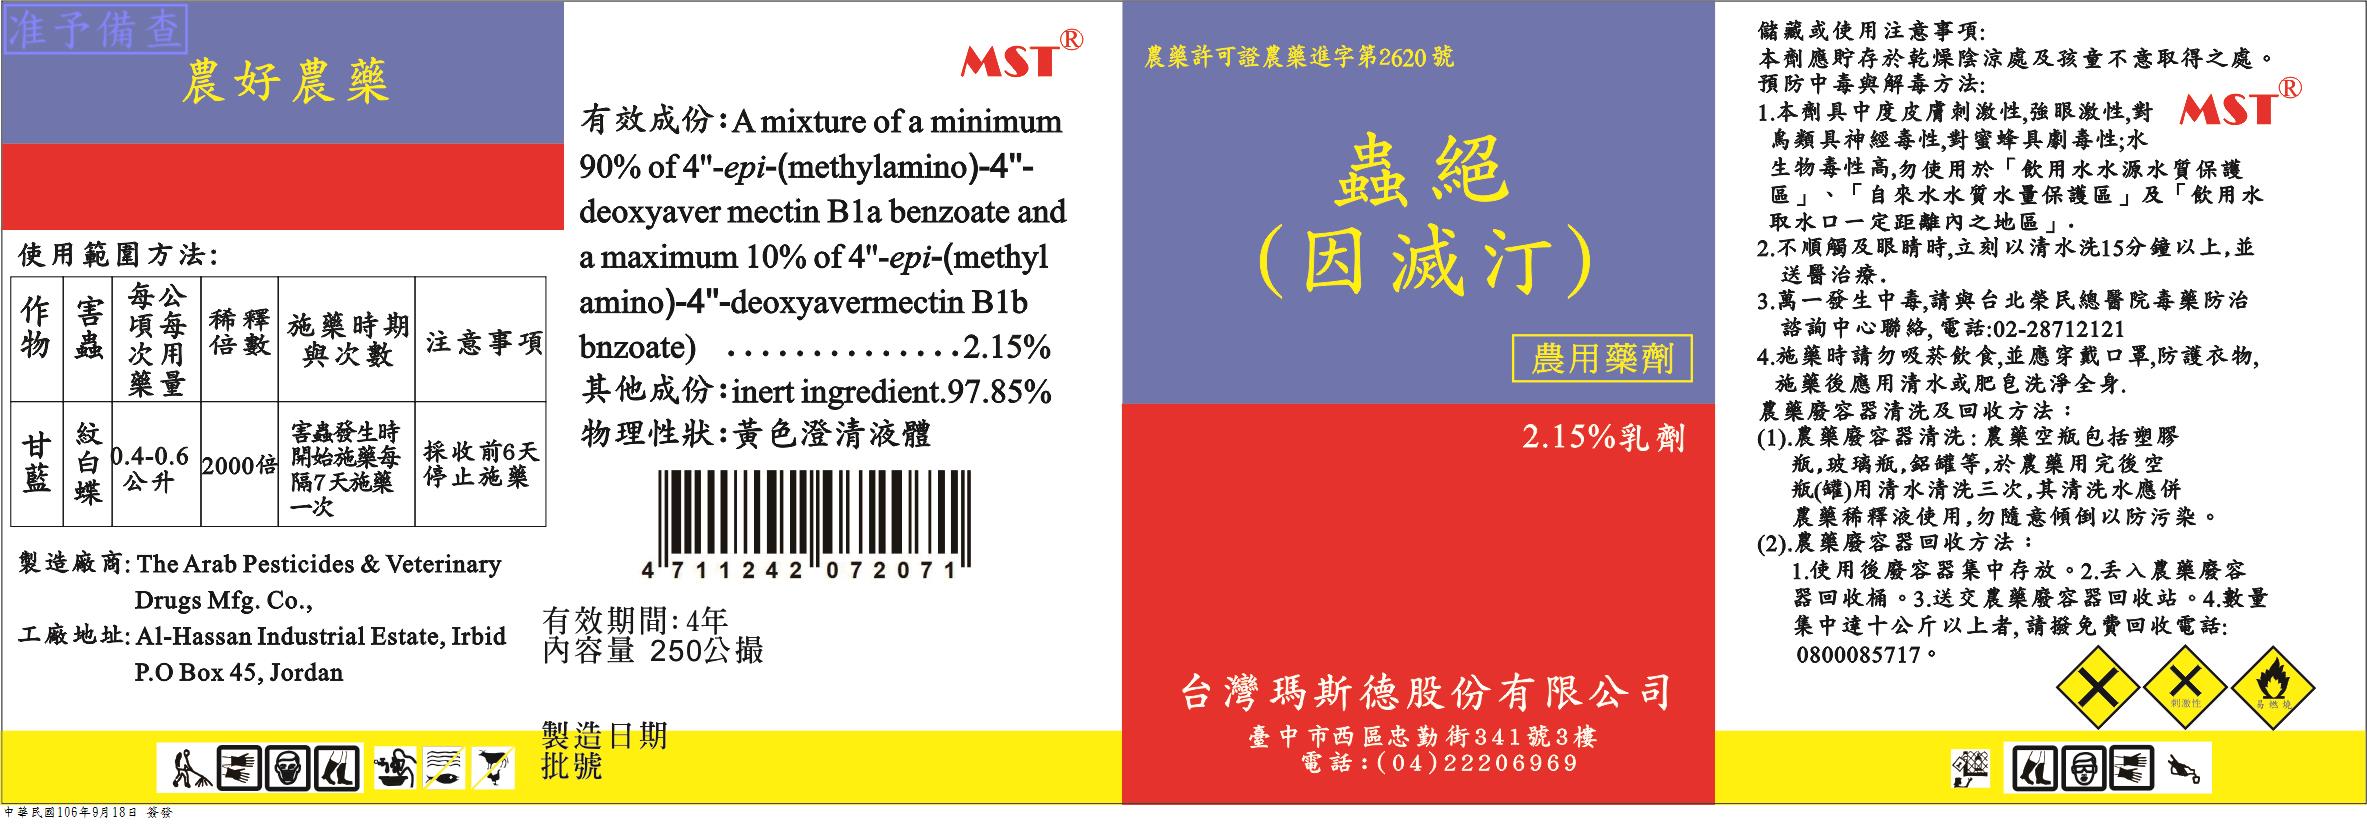 准予備查
農好農藥
使用範圍方法:
作物 害蟲 每公頃每次用藥量 稀釋倍數 施藥時期與次數 注意事項
甘藍 紋白蝶 0.4-0.6公升 2000倍 害蟲發生時開始施藥每隔7天施藥一次 採收前6天停止施藥
製造廠商: The Arab Pesticides & Veterinary
Drugs Mfg. Co.,
工廠地址: Al-Hassan Industrial Estate, Irbid
P.O Box 45, Jordan
MST®
有效成份: A mixture of a minimum
90% of 4"-epi-(methylamino)-4"-
deoxyaver mectin B1a benzoate and
a maximum 10% of 4"-epi-(methyl
amino)-4"-deoxyavermectin B1b
bnzoate) ..............2.15%
其他成份: inert ingredient.97.85%
物理性狀: 黃色澄清液體
4 711242 072071
有效期間: 4年
內容量 250公撮
製造日期
批號
農藥許可證農藥進字第2620號
蟲絕
(因滅汀)
農用藥劑
2.15%乳劑
台灣瑪斯德股份有限公司
臺中市西區忠勤街341號3樓
電話:(04)22206969
儲藏或使用注意事項:
本劑應貯存於乾燥陰涼處及孩童不意取得之處。
預防中毒與解毒方法:
MST®
1.本劑具中度皮膚刺激性,強眼激性,對
鳥類具神經毒性,對蜜蜂具劇毒性;水
生物毒性高,勿使用於「飲用水水源水質保護
區」、「自來水水質水量保護區」及「飲用水
取水口一定距離內之地區」.
2.不順觸及眼睛時,立刻以清水洗15分鐘以上,並
送醫治療.
3.萬一發生中毒,請與台北榮民總醫院毒藥防治
諮詢中心聯絡, 電話:02-28712121
4.施藥時請勿吸菸飲食,並應穿戴口罩,防護衣物,
施藥後應用清水或肥皂洗淨全身.
農藥廢容器清洗及回收方法:
(1).農藥廢容器清洗: 農藥空瓶包括塑膠
瓶,玻璃瓶,鋁罐等,於農藥用完後空
瓶(罐)用清水清洗三次,其清洗水應併
農藥稀釋液使用,勿隨意傾倒以防污染。
(2).農藥廢容器回收方法:
1.使用後廢容器集中存放。2.丟入農藥廢容
器回收桶。3.送交農藥廢容器回收站。4.數量
集中達十公斤以上者,請撥免費回收電話:
0800085717。
刺激性
易燃燒
中華民國106年9月18日 簽發